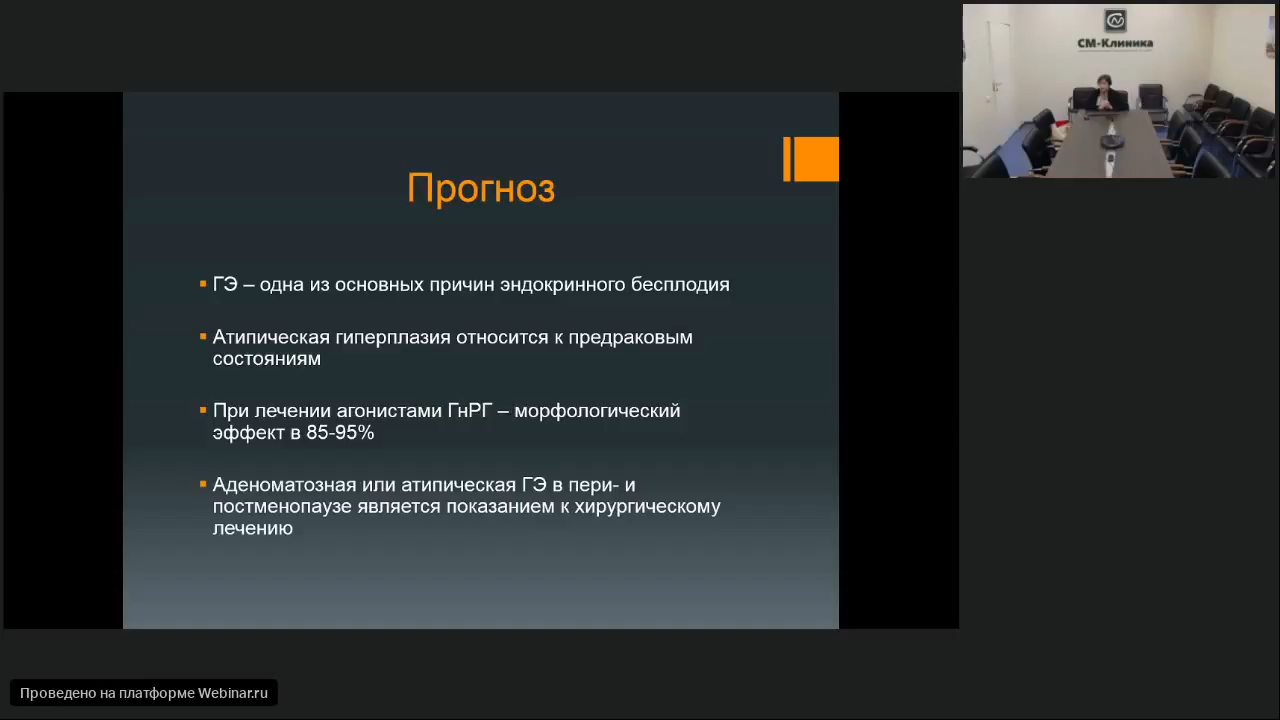 СМ-Клиника
Прогноз
ГЭ – одна из основных причин эндокринного бесплодия
Атипическая гиперплазия относится к предраковым
состояниям
При лечении агонистами ГнРГ – морфологический
эффект в 85-95%
Аденоматозная или атипическая ГЭ в пери- и
постменопаузе является показанием к хирургическому
лечению
Проведено на платформе Webinar.ru